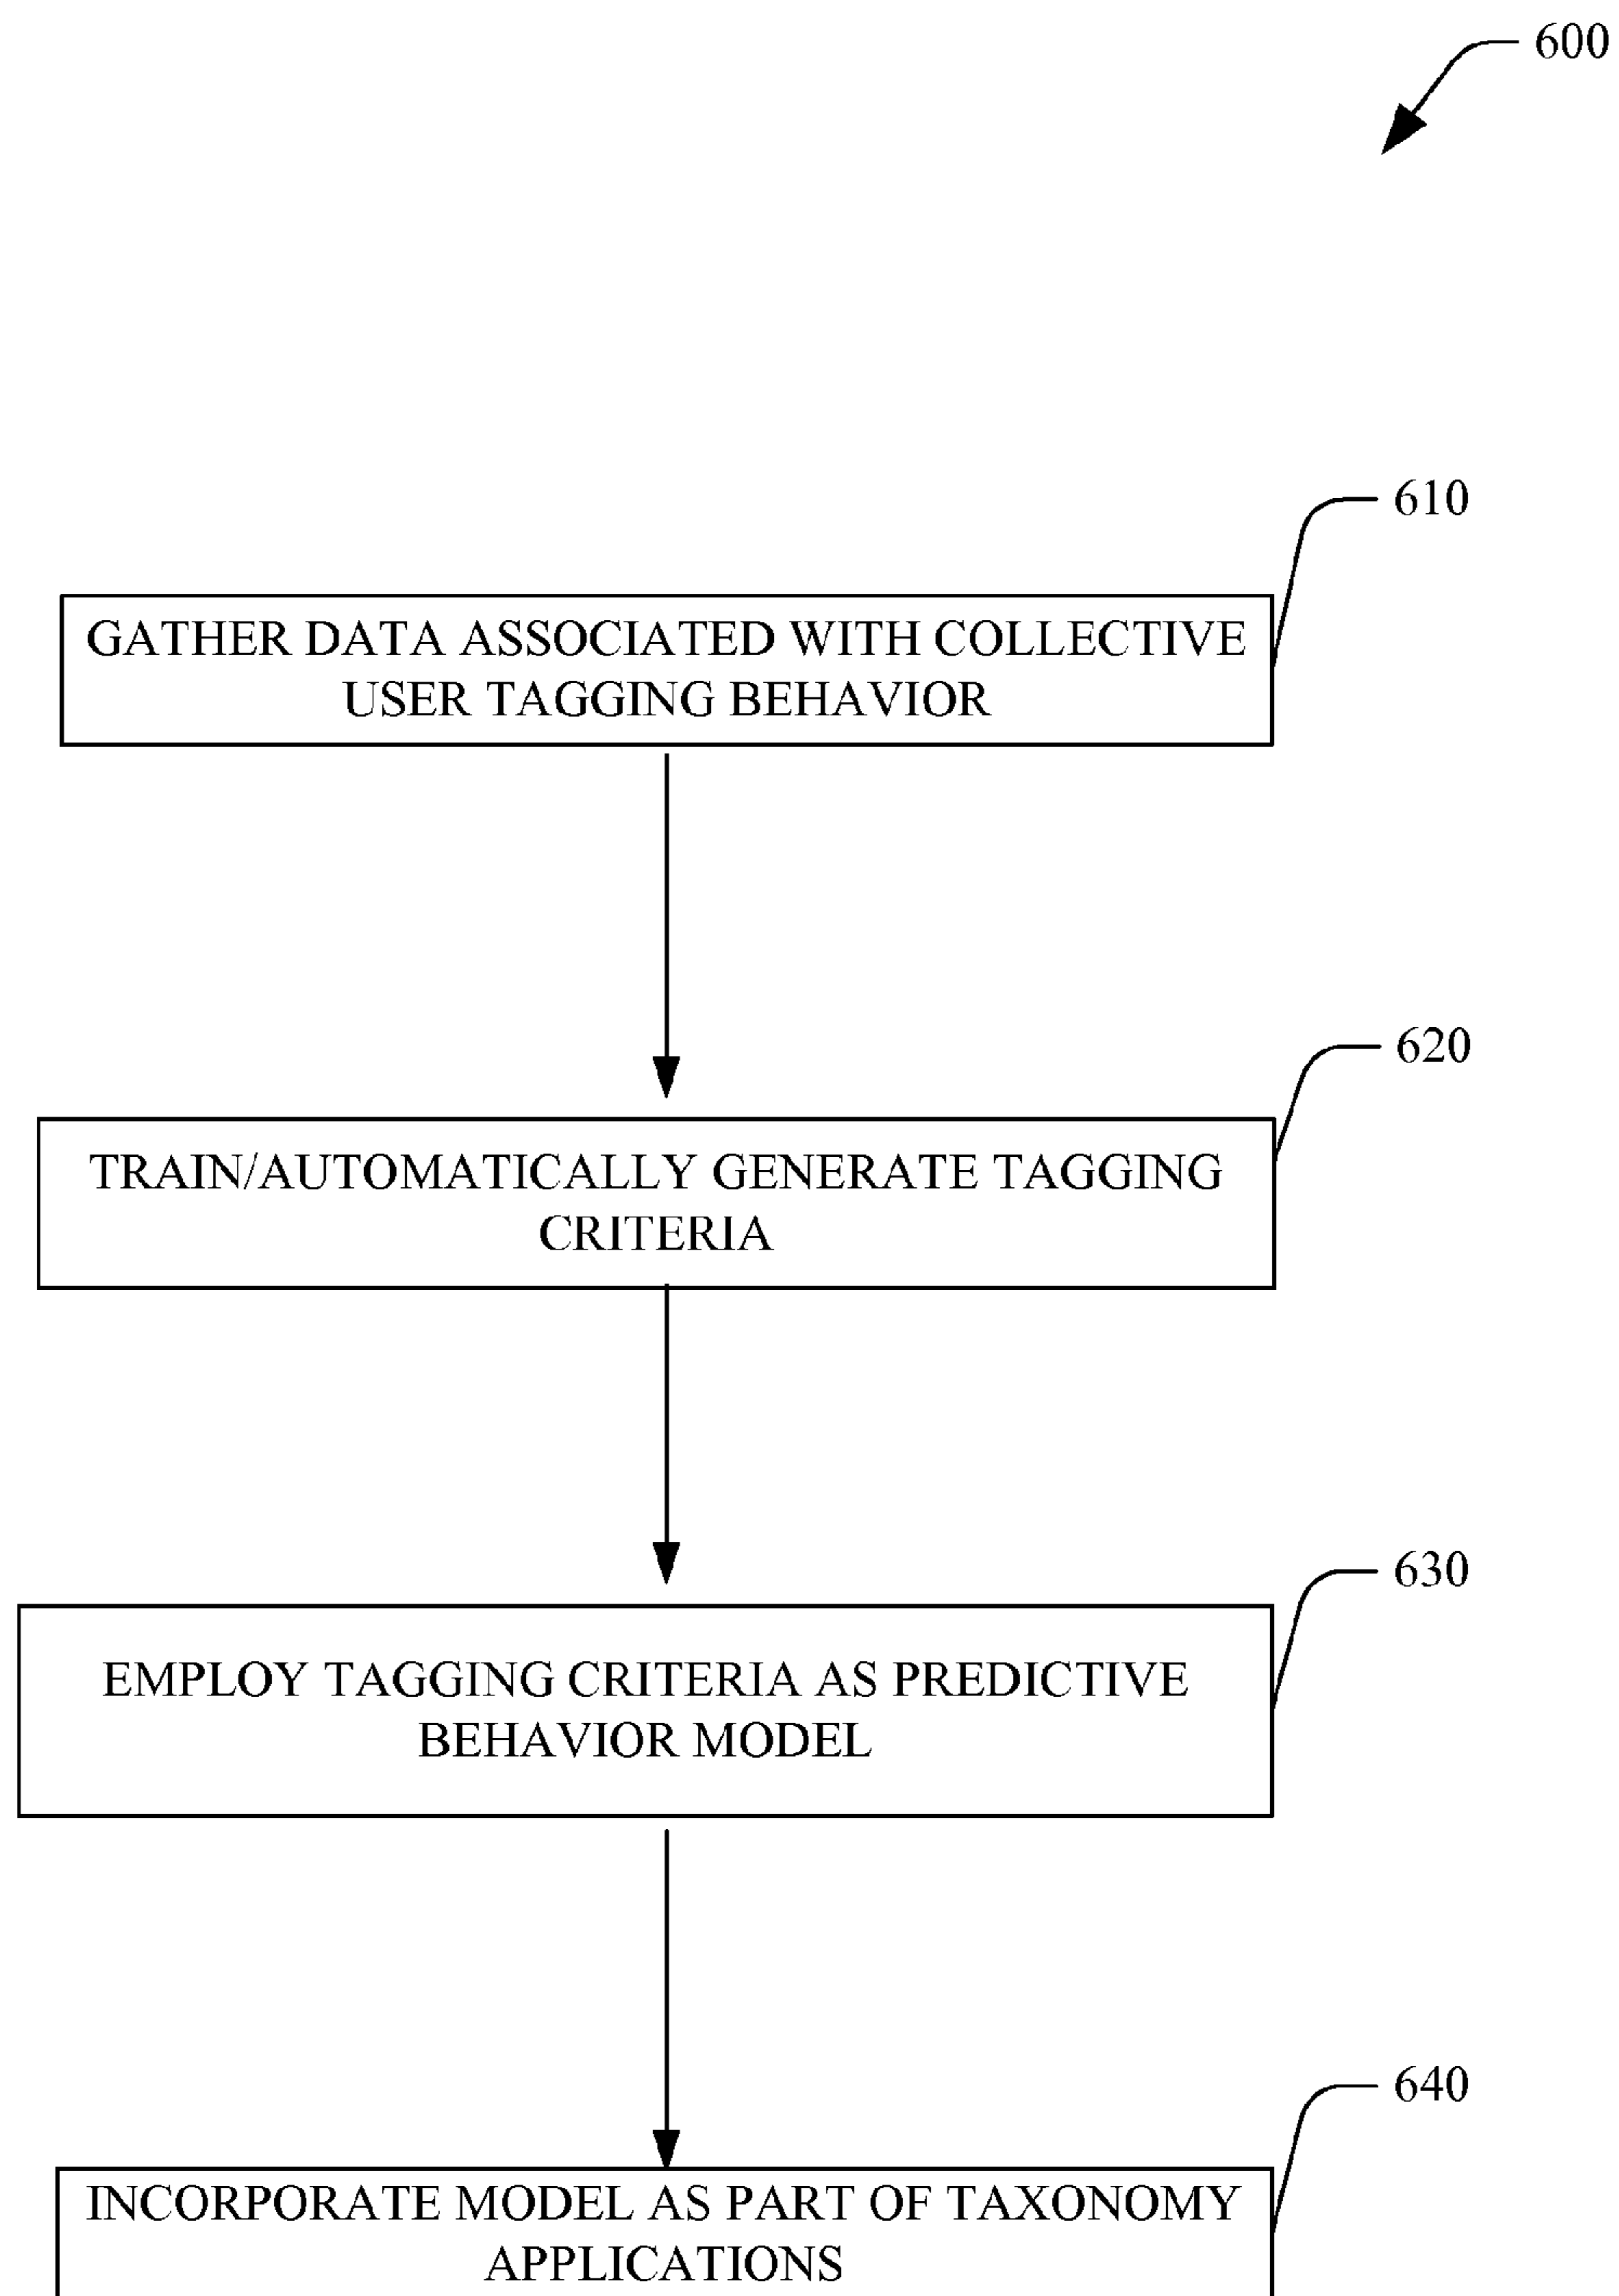 600
610
GATHER DATA ASSOCIATED WITH COLLECTIVE
USER TAGGING BEHAVIOR
620
TRAIN/AUTOMATICALLY GENERATE TAGGING
CRITERIA
630
EMPLOY TAGGING CRITERIA AS PREDICTIVE
BEHAVIOR MODEL
640
INCORPORATE MODEL AS PART OF TAXONOMY
APPLICATIONS